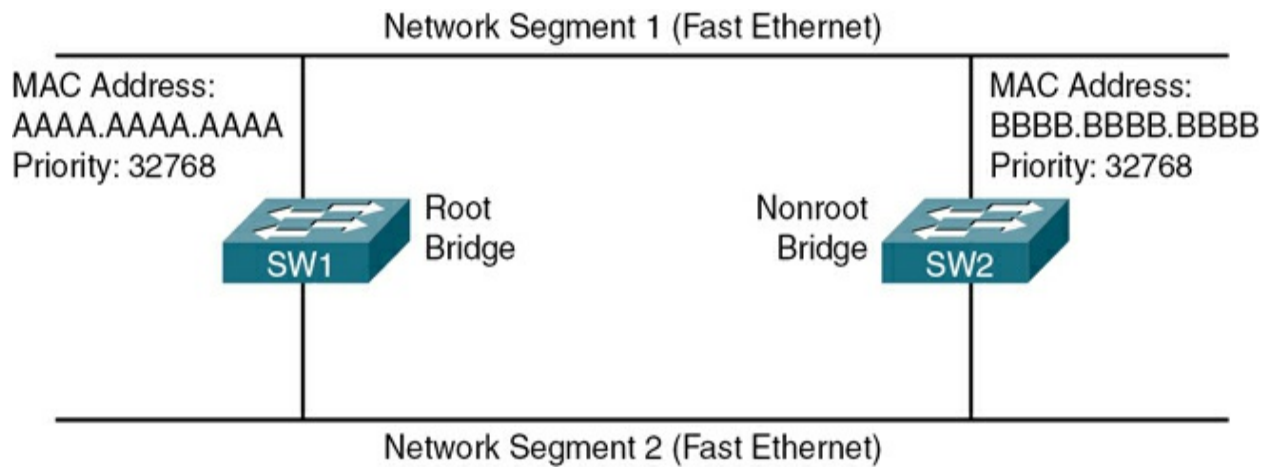 Network Segment 1 (Fast Ethernet)
MAC Address:
AAAA.AAAA.AAAA
Priority: 32768
MAC Address:
BBBB.BBBB.BBBB
Priority: 32768
Root
Bridge
SW1
Nonroot
Bridge
SW2
Network Segment 2 (Fast Ethernet)